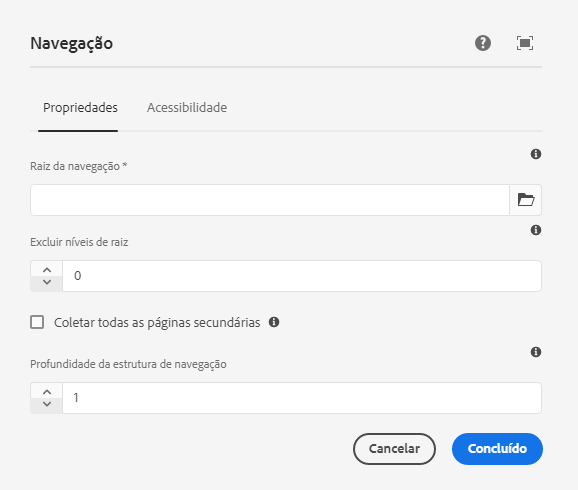 Navegação
Propriedades Acessibilidade
Raiz da navegação *
Excluir níveis de raiz
0
Coletar todas as páginas secundárias
Profundidade da estrutura de navegação
1
Cancelar Concluído